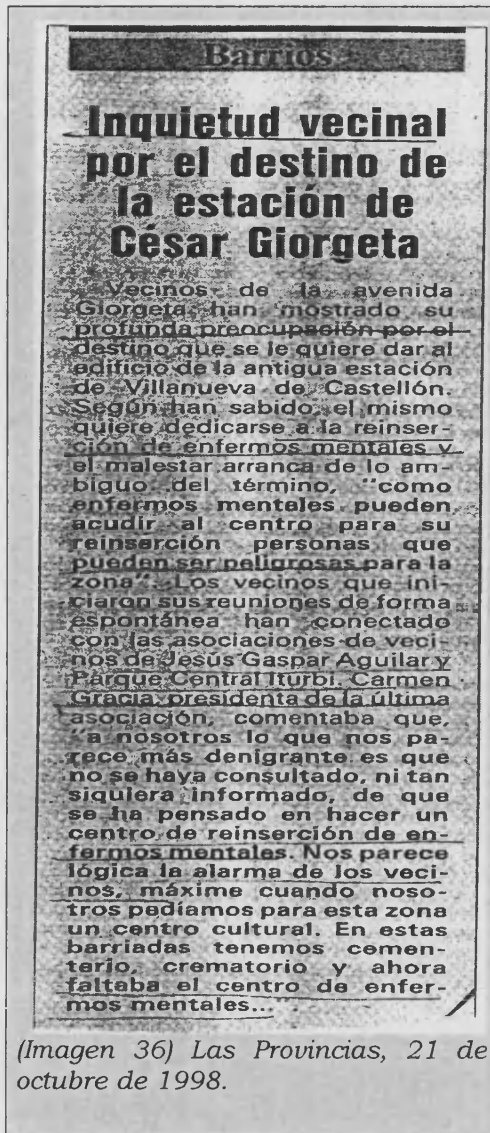 Barrios
Inquietud vecinal
por el destino de
la estación de
César Giorgeta
Vecinos de la avenida
Giorgeta han mostrado su
profunda preocupación por el
destino que se le quiere dar al
edificio de la antigua estación
de Villanueva de Castellón.
Según han sabido, el mismo
quiere dedicarse a la reinser-
ción de enfermos mentales y
el malestar arranca de lo am-
biguo del término, "como
enfermos mentales pueden
acudir al centro para su
reinserción personas que
pueden ser peligrosas para la
zona". Los vecinos que ini-
ciaron sus reuniones de forma
espontánea han conectado
con las asociaciones de veci-
nos de Jesús Gaspar Aguilar y
Parque Central Iturbi. Carmen
Gracia, presidenta de la última
asociación, comentaba que,
"a nosotros lo que nos pa-
rece más denigrante es que
no se haya consultado, ni tan
siquiera informado, de que
se ha pensado en hacer un
centro de reinserción de en-
fermos mentales. Nos parece
lógica la alarma de los veci-
nos, máxime cuando noso-
tros pedíamos para esta zona
un centro cultural. En estas
barriadas tenemos cemen-
terio, crematorio y ahora
faltaba el centro de enfer-
mos mentales...".
(Imagen 36) Las Provincias, 21 de
octubre de 1998.